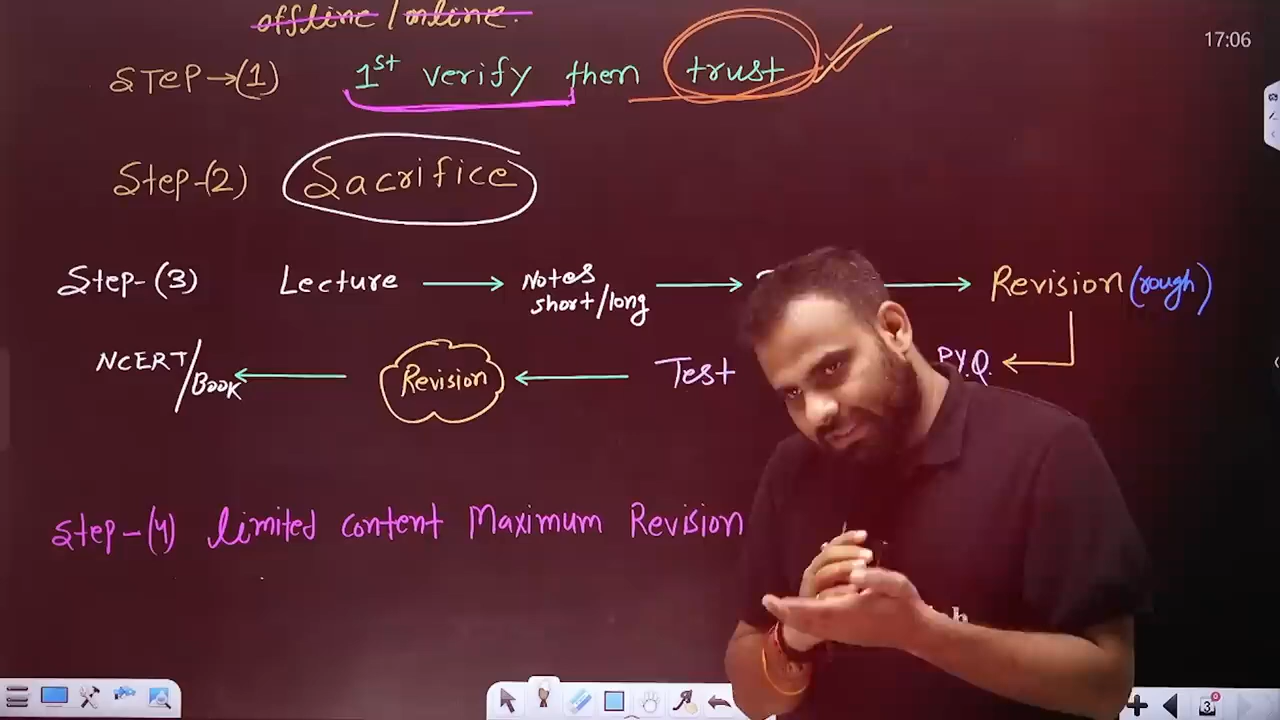 offline / online.
17:06
STEP→(1) 1st verify then trust
Step-(2) Sacrifice
Step-(3) Lecture → Notes short/long → → Revision (rough)
NCERT/Book ← Revision ← Test P.Y.Q. ←
Step-(4) limited content Maximum Revision
3